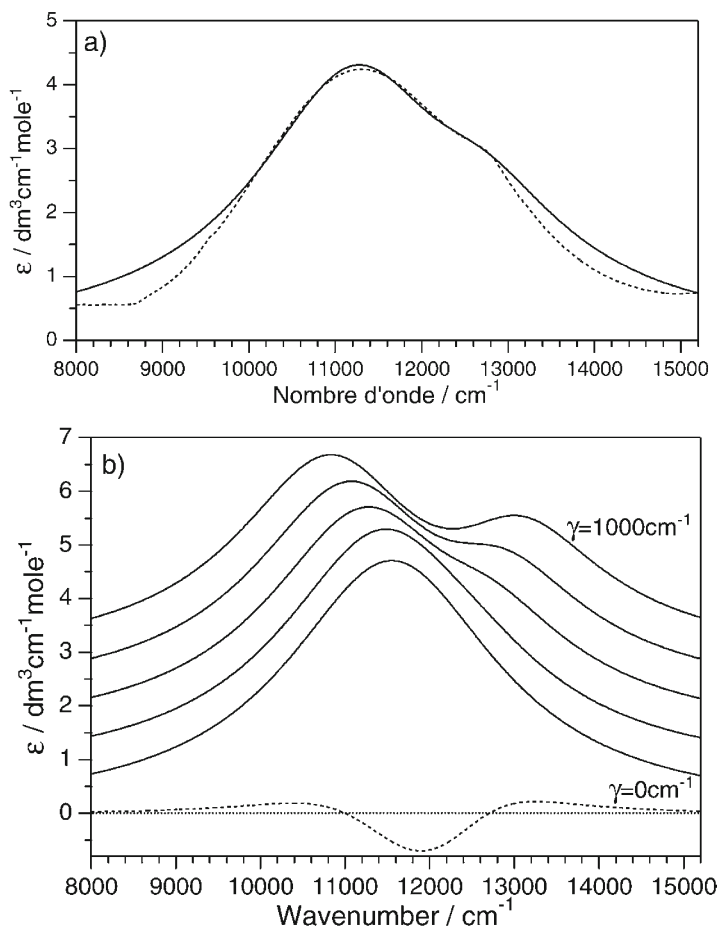 a)
5
4
3
2
1
0
ε / dm³cm⁻¹mole⁻¹
8000 9000 10000 11000 12000 13000 14000 15000
Nombre d'onde / cm⁻¹
b)
7
6
5
4
3
2
1
0
ε / dm³cm⁻¹mole⁻¹
γ=1000cm⁻¹
γ=0cm⁻¹
8000 9000 10000 11000 12000 13000 14000 15000
Wavenumber / cm⁻¹